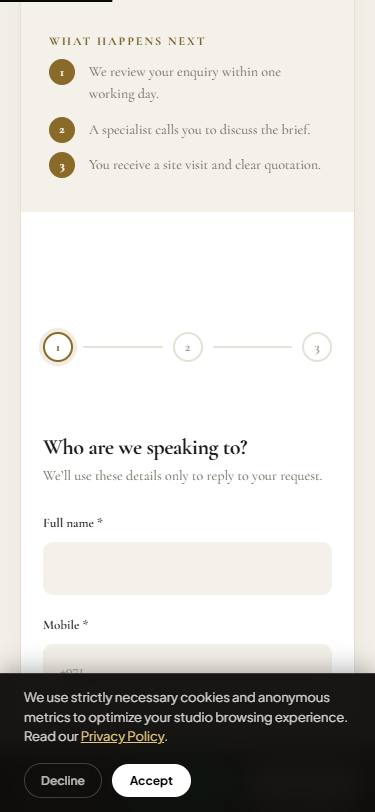 WHAT HAPPENS NEXT
1 We review your enquiry within one
working day.
2 A specialist calls you to discuss the brief.
3 You receive a site visit and clear quotation.
1 2 3
Who are we speaking to?
We'll use these details only to reply to your request.
Full name *
Mobile *
We use strictly necessary cookies and anonymous
metrics to optimize your studio browsing experience.
Read our Privacy Policy.
Decline Accept